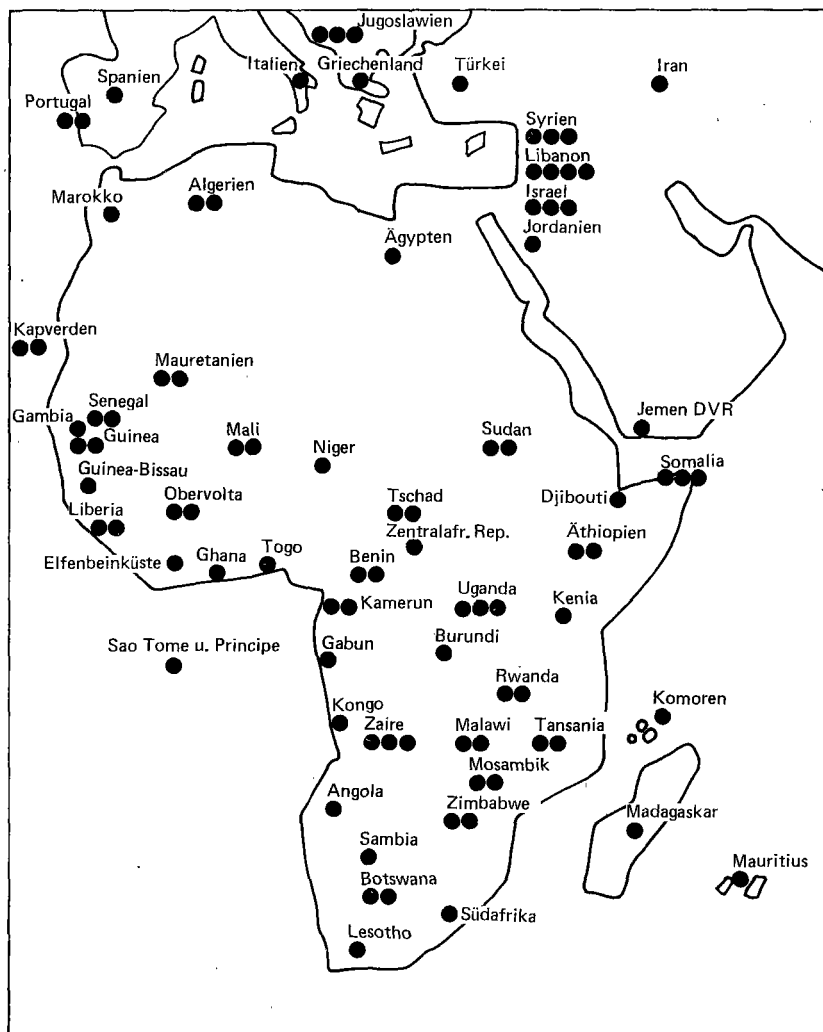 Jugoslawien
Italien
Griechenland
Türkei
Iran
Spanien
Portugal
Syrien
Libanon
Israel
Jordanien
Marokko
Algerien
Ägypten
Kapverden
Mauretanien
Senegal
Gambia
Guinea
Mali
Niger
Sudan
Jemen DVR
Guinea-Bissau
Obervolta
Tschad
Djibouti
Somalia
Liberia
Zentralafr. Rep.
Äthiopien
Elfenbeinküste
Ghana
Togo
Benin
Kamerun
Uganda
Kenia
Sao Tome u. Principe
Gabun
Burundi
Rwanda
Kongo
Zaire
Malawi
Tansania
Komoren
Mosambik
Angola
Zimbabwe
Madagaskar
Sambia
Mauritius
Botswana
Südafrika
Lesotho